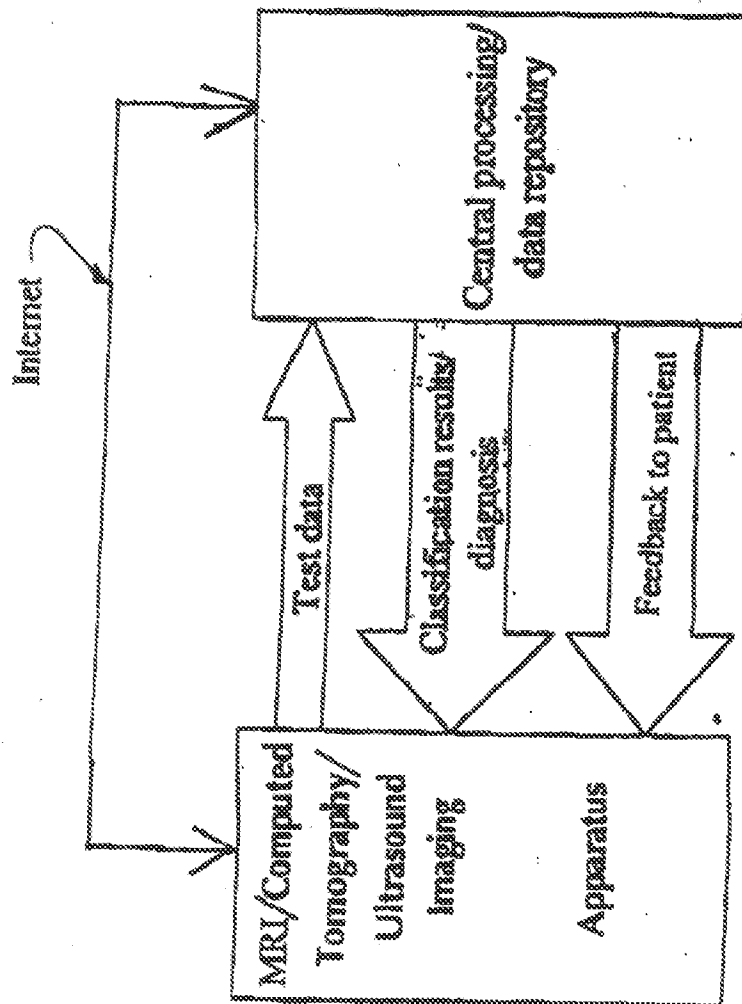 Internet
MRI/Computed
Tomography/
Ultrasound
Imaging
Apparatus
Test data
Classification results/
diagnosis
Feedback to patient
Central processing/
data repository